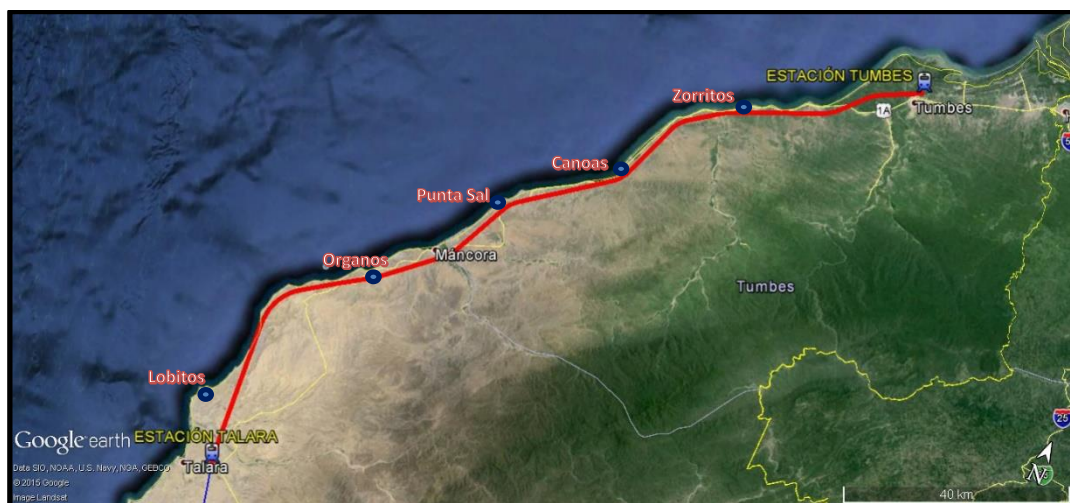 ESTACIÓN TUMBES
Zorritos
1A
Tumbes
Canoas
Punta Sal
Máncora
Organos
Tumbes
Lobitos
Google earth
ESTACIÓN TALARA
Talara
Data SIO, NOAA, U.S. Navy, NGA, GEBCO
© 2015 Google
Image Landsat
25
N
40 km